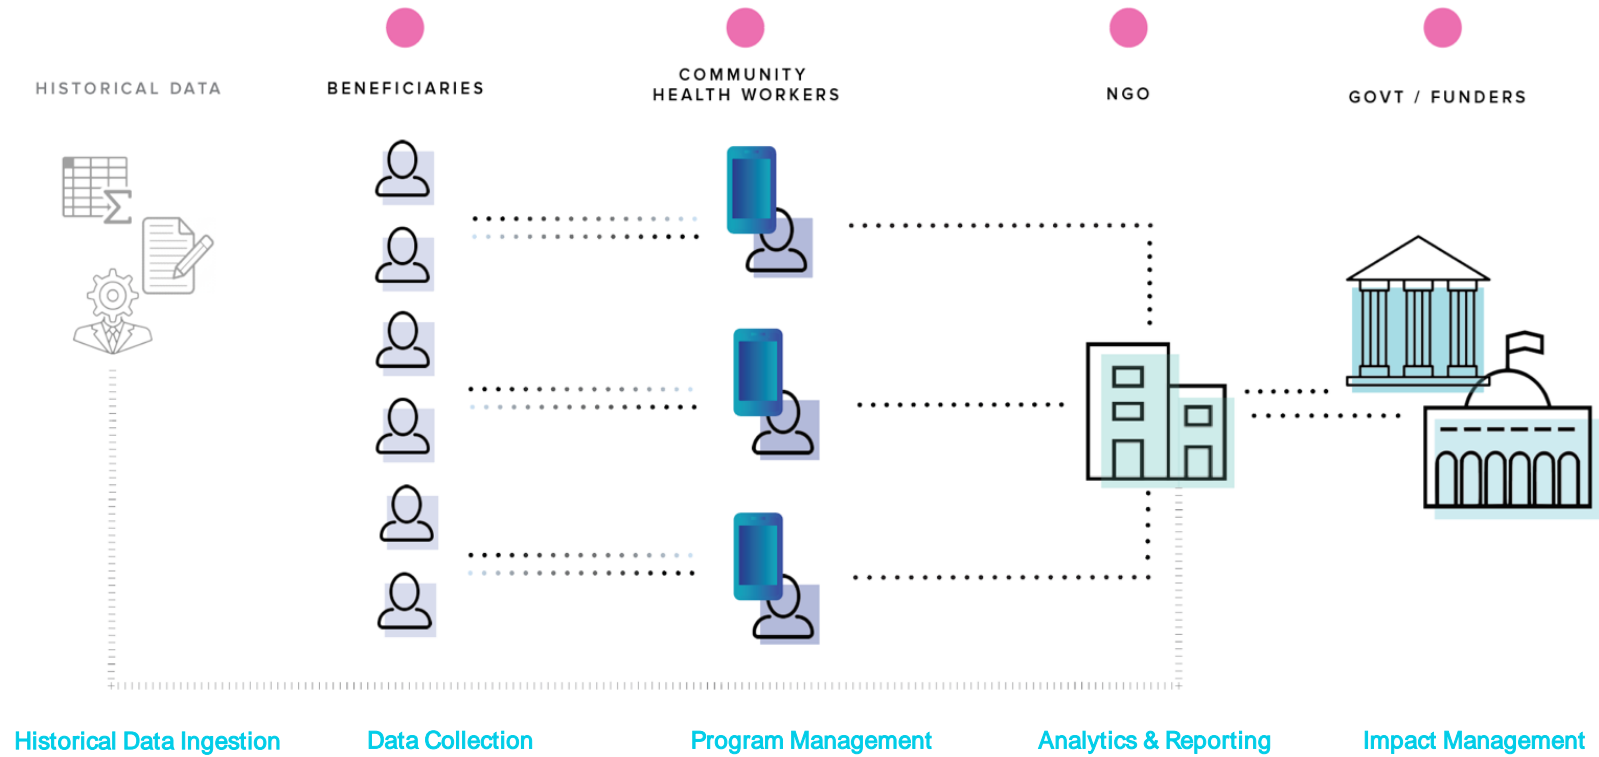 HISTORICAL DATA
BENEFICIARIES
COMMUNITY
HEALTH WORKERS
NGO
GOVT / FUNDERS
Σ
Historical Data Ingestion
Data Collection
Program Management
Analytics & Reporting
Impact Management